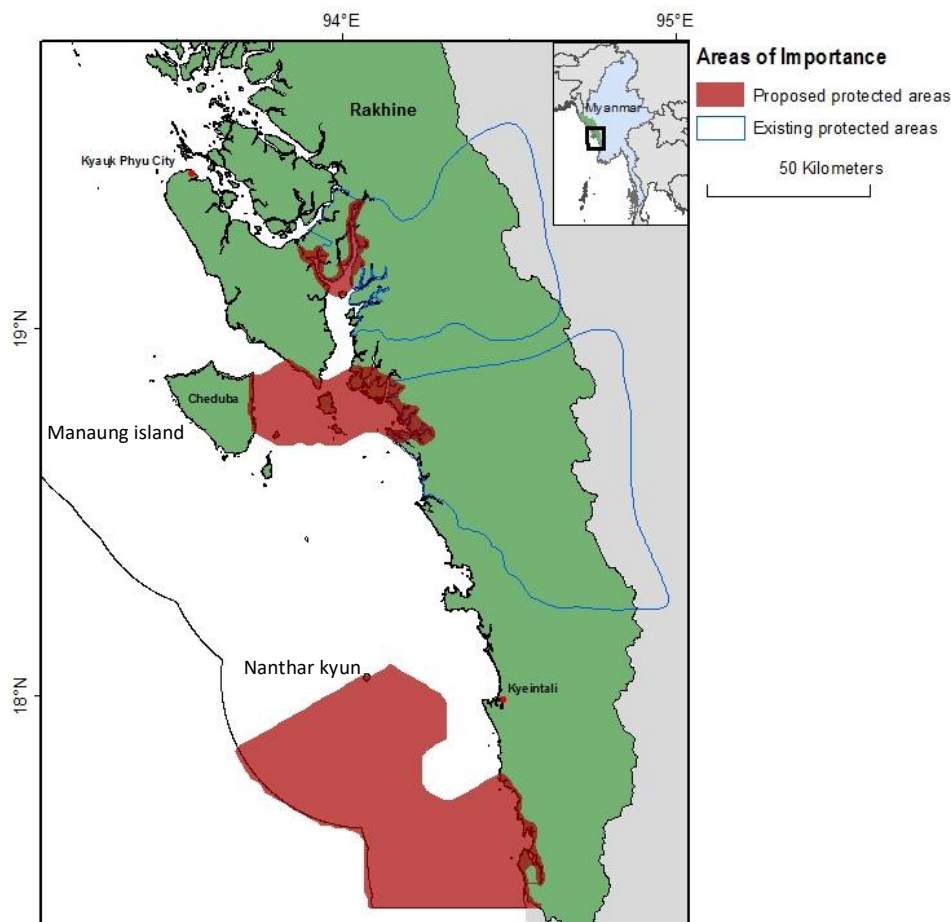 94°E
95°E
Areas of Importance
Proposed protected areas
Existing protected areas
50 Kilometers
Myanmar
Rakhine
Kyauk Phyu City
19°N
Cheduba
Manaung island
Nanthar kyun
18°N
Kyeintali